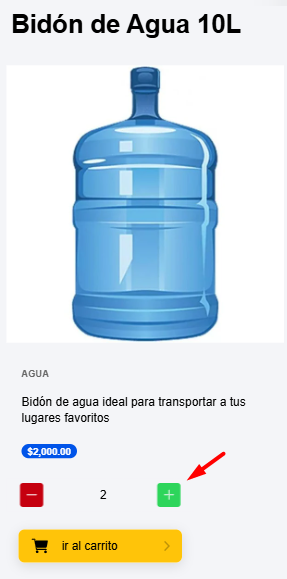 Bidón de Agua 10L
AGUA
Bidón de agua ideal para transportar a tus
lugares favoritos
$2,000.00
2
ir al carrito